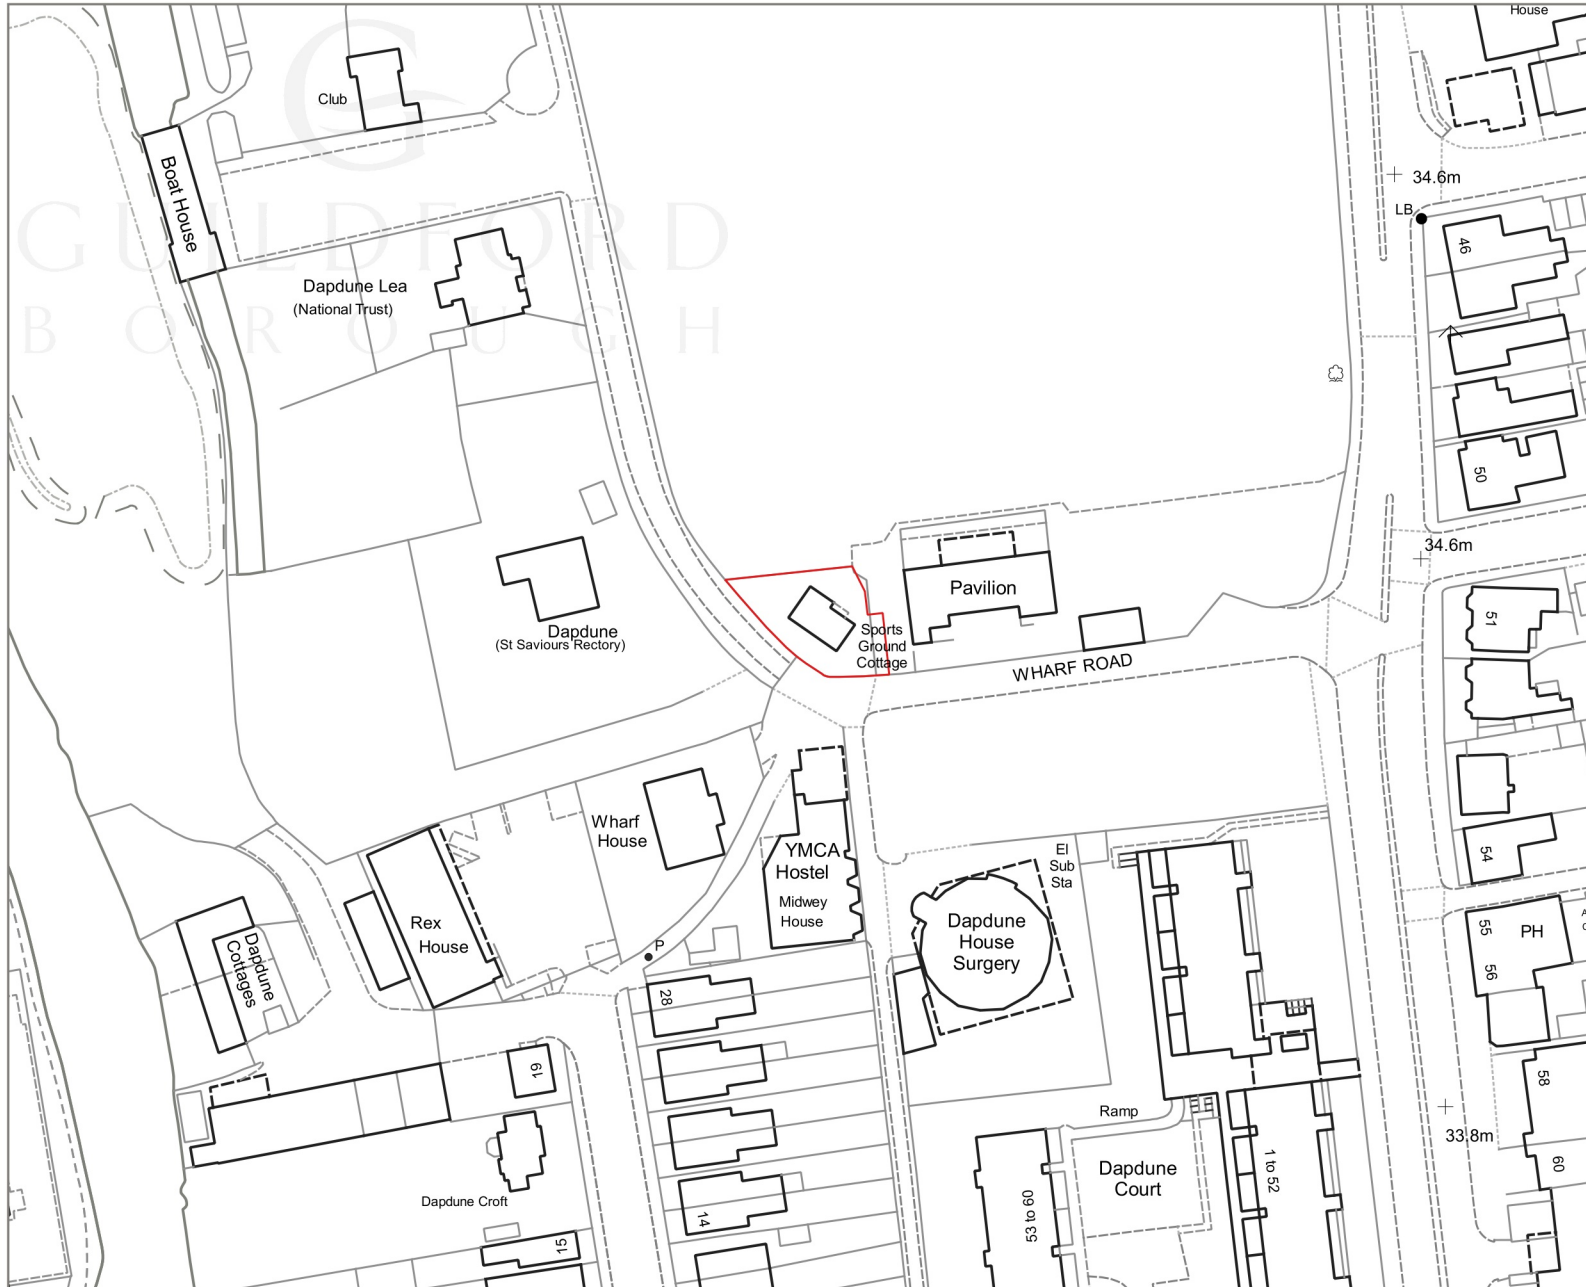 GUILDFORD
BOROUGH
House
Club
Boat House
34.6m
LB
46
Dapdune Lea
(National Trust)
50
34.6m
Pavilion
51
Dapdune
(St Saviours Rectory)
Sports
Ground
Cottage
WHARF ROAD
Wharf
House
YMCA
Hostel
Midwey
House
El
Sub
Sta
54
Rex
House
Dapdune
Cottages
P
Dapdune
House
Surgery
55
PH
56
28
19
58
Ramp
33.8m
Dapdune
Court
1 to 52
60
Dapdune Croft
53 to 60
14
15